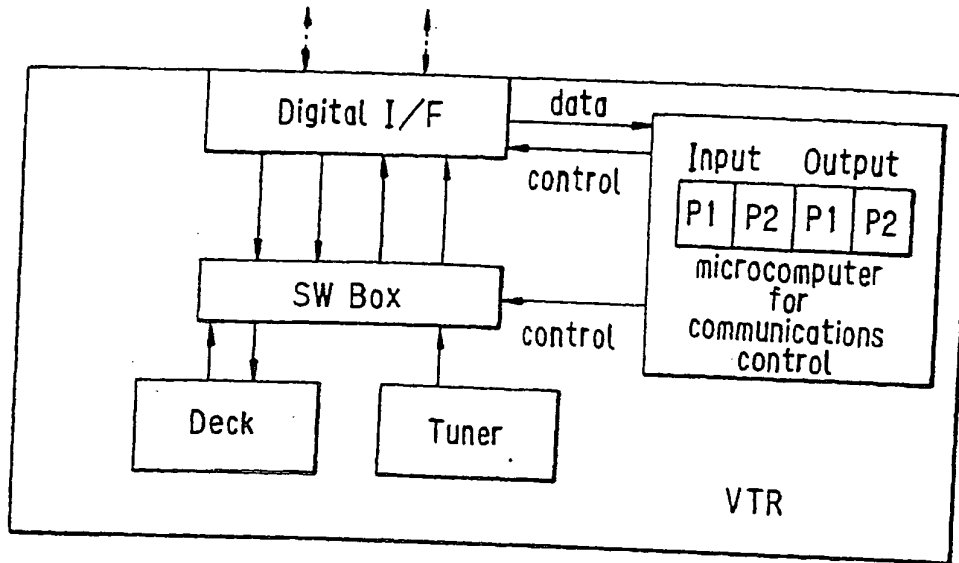 Digital I/F
data
control
Input Output
P1 P2 P1 P2
microcomputer
for
communications
control
SW Box
control
Deck
Tuner
VTR